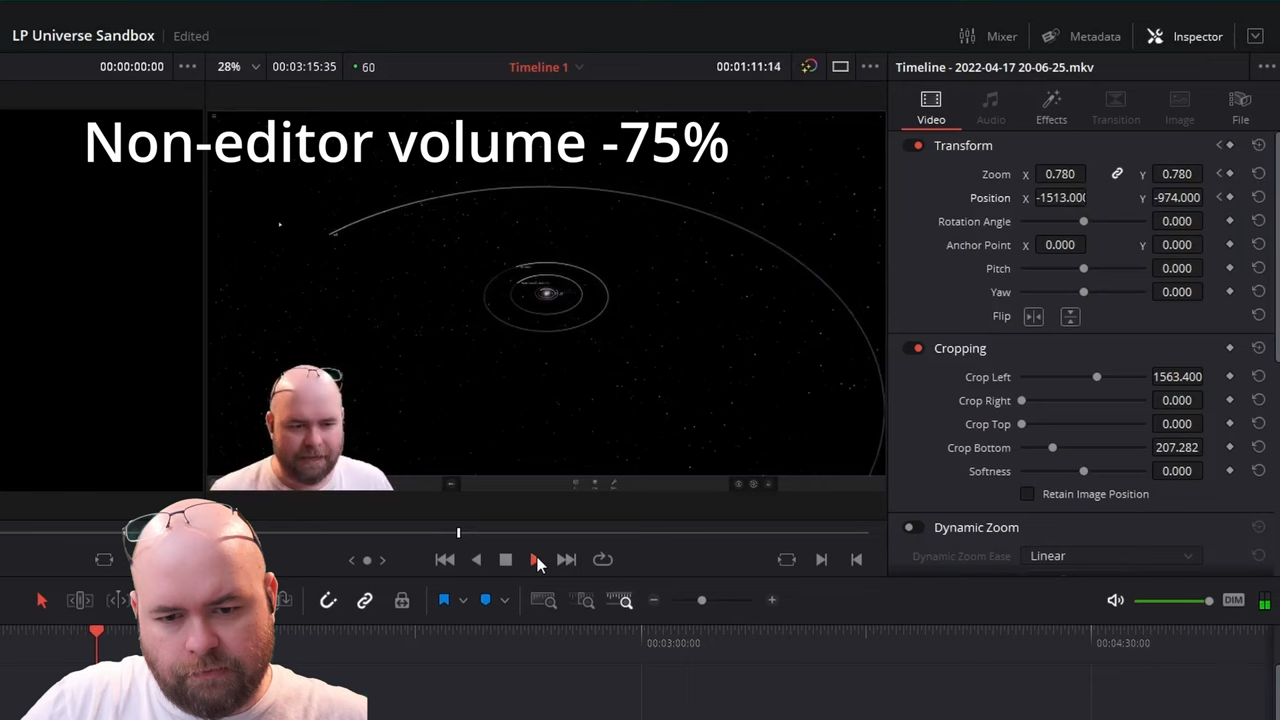 LP Universe Sandbox Edited Mixer Metadata Inspector
00:00:00:00 28% 00:03:15:35 60 Timeline 1 00:01:11:14 Timeline - 2022-04-17 20-06-25.mkv
Video Audio Effects Transition Image File
Non-editor volume -75%
Transform
Zoom X 0.780 Y 0.780
Position X -1513.000 Y -974.000
Rotation Angle 0.000
Anchor Point X 0.000 Y 0.000
Pitch 0.000
Yaw 0.000
Flip
Cropping
Crop Left 1563.400
Crop Right 0.000
Crop Top 0.000
Crop Bottom 207.282
Softness 0.000
Retain Image Position
Dynamic Zoom
Dynamic Zoom Ease Linear
DIM
00:03:00:00 00:04:30:00